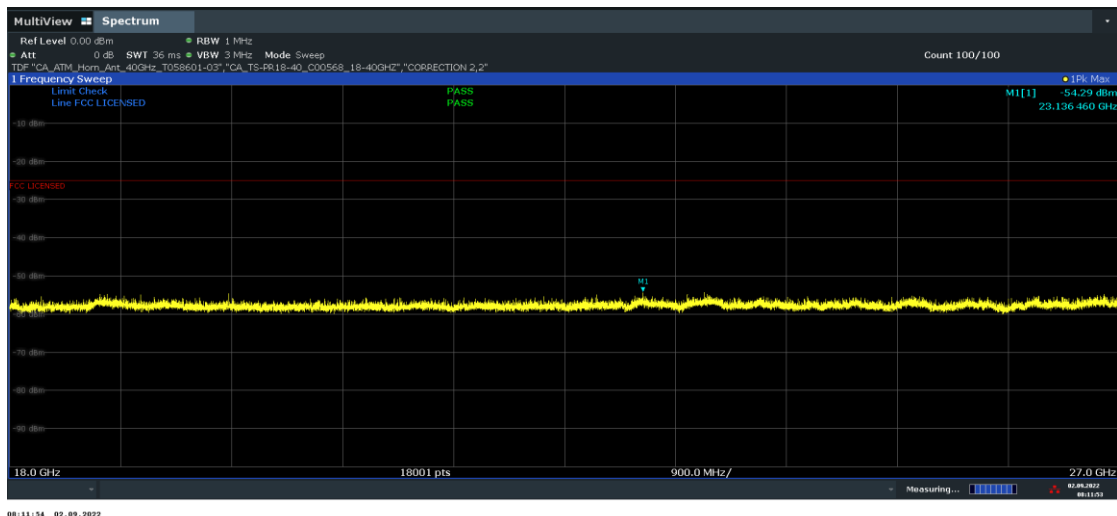 MultiView Spectrum
Ref Level 0.00 dBm RBW 1 MHz
Att 0 dB SWT 36 ms VBW 3 MHz Mode Sweep Count 100/100
TDF "CA_ATM_Horn_Ant_40GHz_T058601-03","CA_TS-PR18-40_C00568_18-40GHZ","CORRECTION 2,2"
1 Frequency Sweep 1Pk Max
Limit Check PASS M1[1] -54.29 dBm
Line FCC LICENSED PASS 23.136 460 GHz
-10 dBm
-20 dBm
FCC LICENSED
-30 dBm
-40 dBm
-50 dBm
M1
-70 dBm
-80 dBm
-90 dBm
18.0 GHz 18001 pts 900.0 MHz/ 27.0 GHz
Measuring... 02.09.2022
08:11:53
08:11:54 02.09.2022